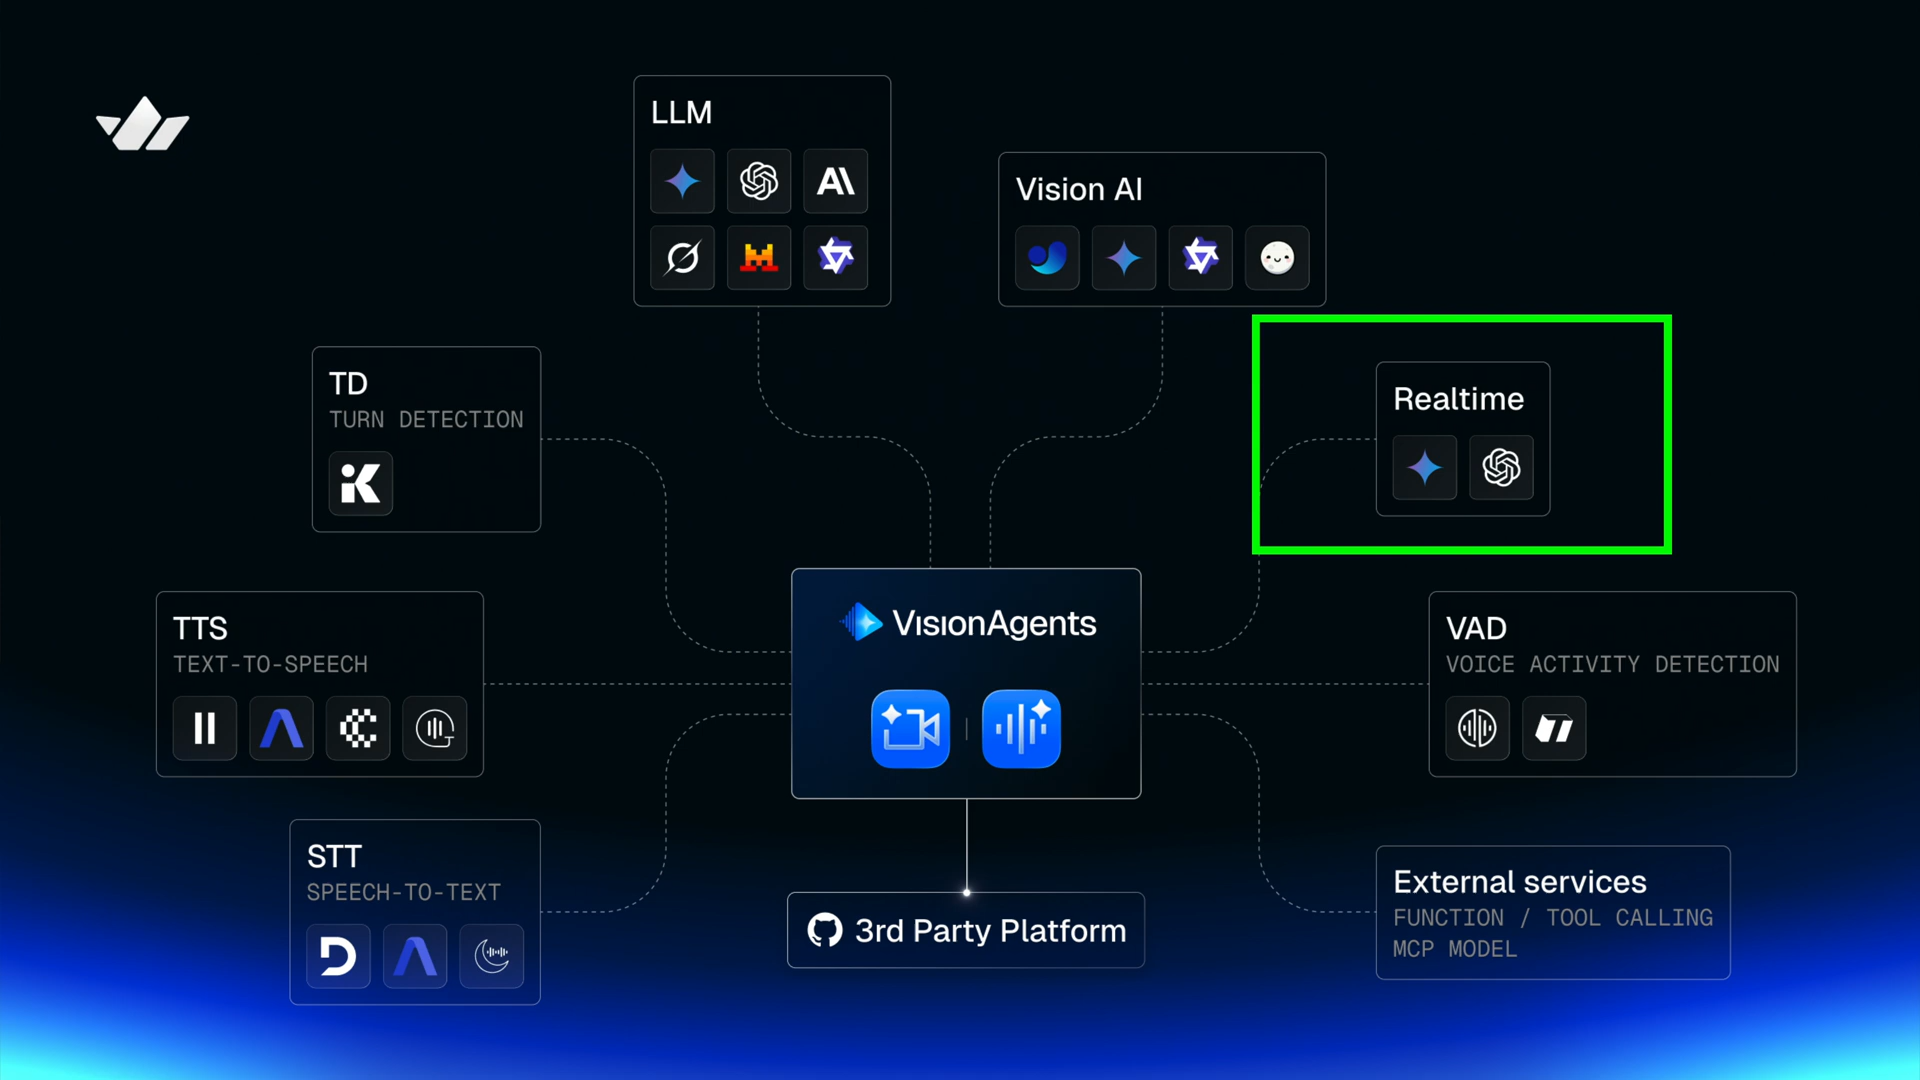 LLM
Vision AI
TD
TURN DETECTION
Realtime
VisionAgents
TTS
TEXT-TO-SPEECH
VAD
VOICE ACTIVITY DETECTION
STT
SPEECH-TO-TEXT
3rd Party Platform
External services
FUNCTION / TOOL CALLING
MCP MODEL